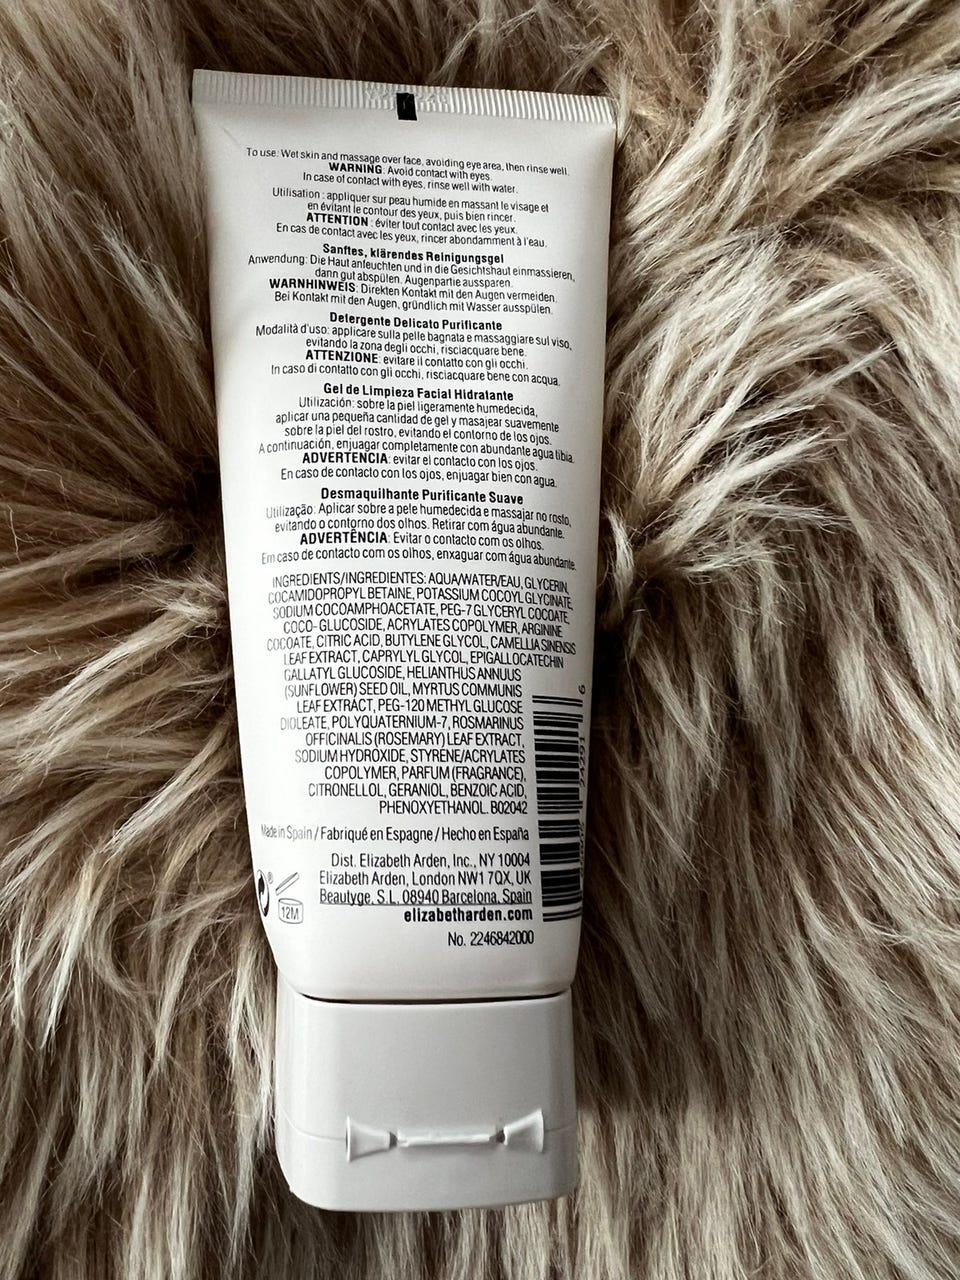 To use: Wet skin and massage over face, avoiding eye area, then rinse well.
WARNING: Avoid contact with eyes.
In case of contact with eyes, rinse well with water.
Utilisation : appliquer sur peau humide en massant le visage et
en évitant le contour des yeux, puis bien rincer.
ATTENTION : éviter tout contact avec les yeux.
En cas de contact avec les yeux, rincer abondamment à l'eau.
Sanftes, klärendes Reinigungsgel
Anwendung: Die Haut anfeuchten und in die Gesichtshaut einmassieren,
dann gut abspülen. Augenpartie aussparen.
WARNHINWEIS: Direkten Kontakt mit den Augen vermeiden.
Bei Kontakt mit den Augen, gründlich mit Wasser ausspülen.
Detergente Delicato Purificante
Modalità d'uso: applicare sulla pelle bagnata e massaggiare sul viso,
evitando la zona degli occhi, risciacquare bene.
ATTENZIONE: evitare il contatto con gli occhi.
In caso di contatto con gli occhi, risciacquare bene con acqua.
Gel de Limpieza Facial Hidratante
Utilización: sobre la piel ligeramente humedecida,
aplicar una pequeña cantidad de gel y masajear suavemente
sobre la piel del rostro, evitando el contorno de los ojos.
A continuación, enjuagar completamente con abundante agua tibia.
ADVERTENCIA: evitar el contacto con los ojos.
En caso de contacto con los ojos, enjuagar bien con agua.
Desmaquilhante Purificante Suave
Utilização: Aplicar sobre a pele humedecida e massajar no rosto,
evitando o contorno dos olhos. Retirar com água abundante.
ADVERTÊNCIA: Evitar o contacto com os olhos.
Em caso de contacto com os olhos, enxaguar com água abundante.
INGREDIENTS/INGREDIENTES: AQUA/WATER/EAU, GLYCERIN,
COCAMIDOPROPYL BETAINE, POTASSIUM COCOYL GLYCINATE,
SODIUM COCOAMPHOACETATE, PEG-7 GLYCERYL COCOATE,
COCO-GLUCOSIDE, ACRYLATES COPOLYMER, ARGININE
COCOATE, CITRIC ACID, BUTYLENE GLYCOL, CAMELLIA SINENSIS
LEAF EXTRACT, CAPRYLYL GLYCOL, EPIGALLOCATECHIN
GALLATYL GLUCOSIDE, HELIANTHUS ANNUUS
(SUNFLOWER) SEED OIL, MYRTUS COMMUNIS
LEAF EXTRACT, PEG-120 METHYL GLUCOSE
DIOLEATE, POLYQUATERNIUM-7, ROSMARINUS
OFFICINALIS (ROSEMARY) LEAF EXTRACT,
SODIUM HYDROXIDE, STYRENE/ACRYLATES
COPOLYMER, PARFUM (FRAGRANCE),
CITRONELLOL, GERANIOL, BENZOIC ACID,
PHENOXYETHANOL. B02042
Made in Spain / Fabriqué en Espagne / Hecho en España
Dist. Elizabeth Arden, Inc., NY 10004
Elizabeth Arden, London NW1 7QX, UK
Beautyge, S.L. 08940 Barcelona, Spain
elizabetharden.com
12M
No. 2246842000